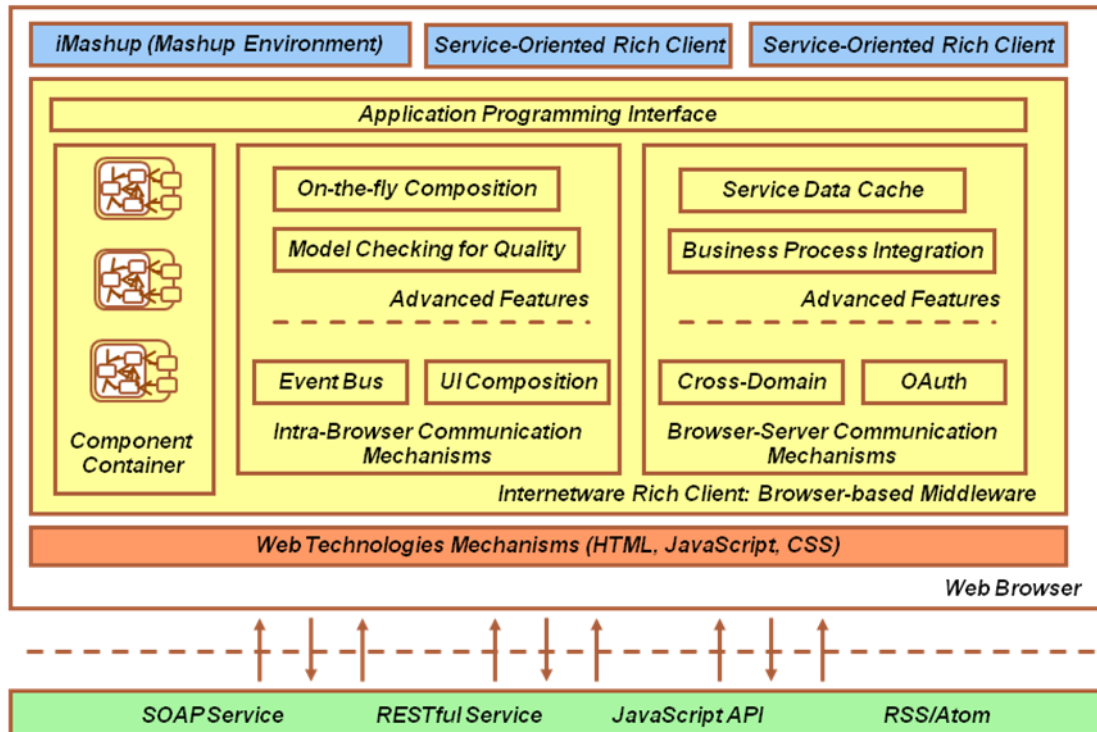 iMashup (Mashup Environment)
Service-Oriented Rich Client
Service-Oriented Rich Client
Application Programming Interface
Component
Container
On-the-fly Composition
Model Checking for Quality
Advanced Features
Event Bus
UI Composition
Intra-Browser Communication
Mechanisms
Service Data Cache
Business Process Integration
Advanced Features
Cross-Domain
OAuth
Browser-Server Communication
Mechanisms
Internetware Rich Client: Browser-based Middleware
Web Technologies Mechanisms (HTML, JavaScript, CSS)
Web Browser
SOAP Service
RESTful Service
JavaScript API
RSS/Atom